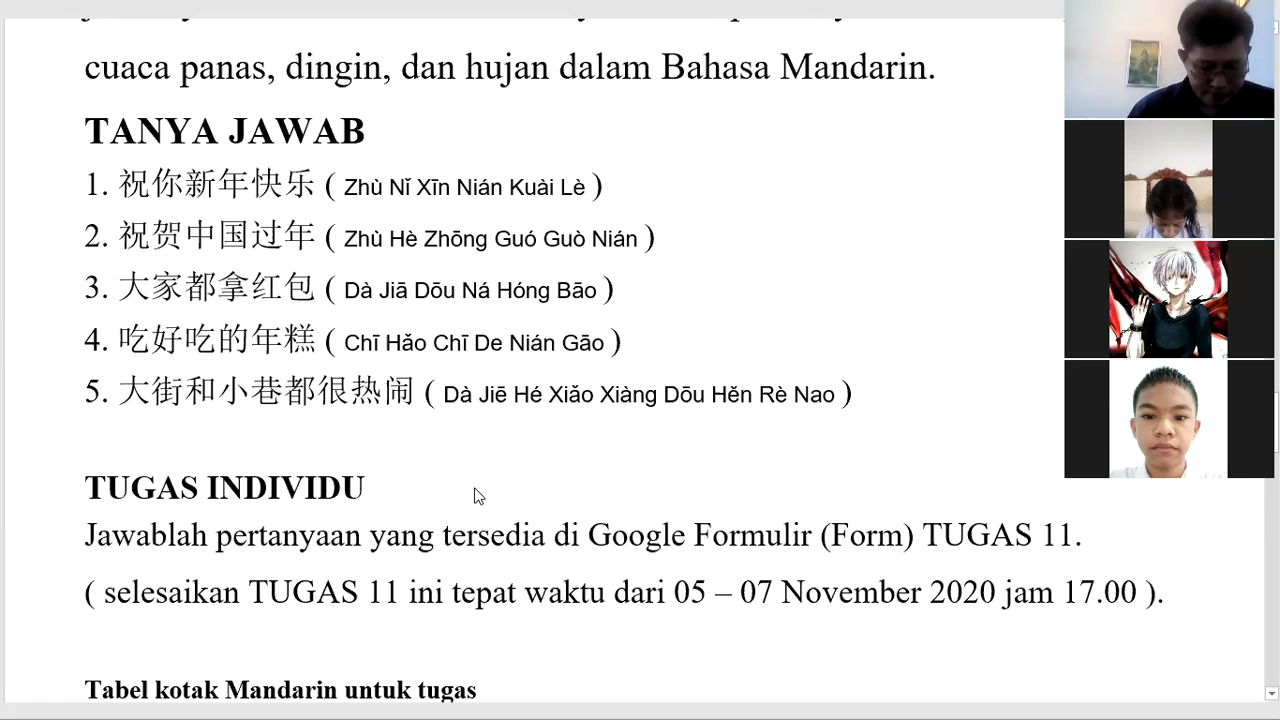 cuaca panas, dingin, dan hujan dalam Bahasa Mandarin.
TANYA JAWAB
1. 祝你新年快乐 ( Zhù Nǐ Xīn Nián Kuài Lè )
2. 祝贺中国过年 ( Zhù Hè Zhōng Guó Guò Nián )
3. 大家都拿红包 ( Dà Jiā Dōu Ná Hóng Bāo )
4. 吃好吃的年糕 ( Chī Hǎo Chī De Nián Gāo )
5. 大街和小巷都很热闹 ( Dà Jiē Hé Xiǎo Xiàng Dōu Hěn Rè Nao )
TUGAS INDIVIDU
Jawablah pertanyaan yang tersedia di Google Formulir (Form) TUGAS 11.
( selesaikan TUGAS 11 ini tepat waktu dari 05 – 07 November 2020 jam 17.00 ).
Tabel kotak Mandarin untuk tugas